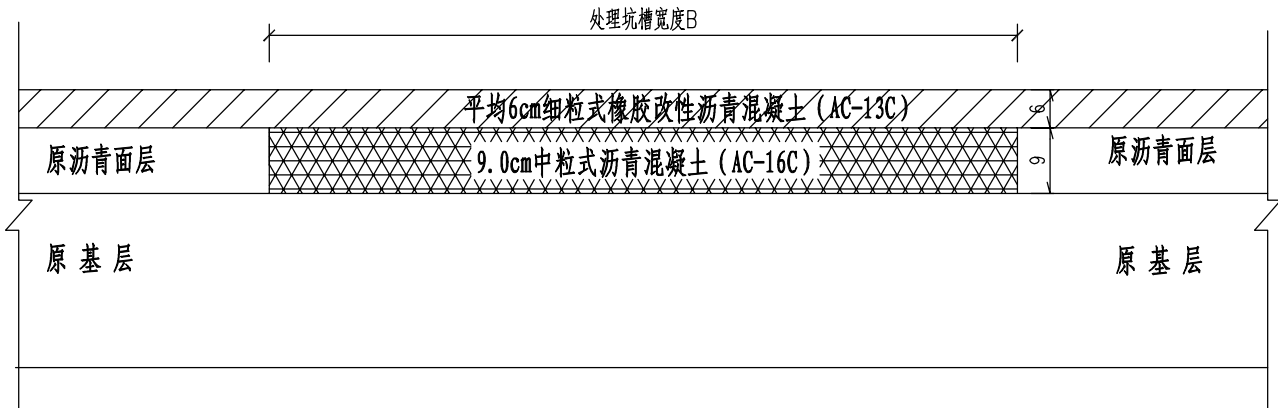 处理坑槽宽度B
平均6cm细粒式橡胶改性沥青混凝土（AC-13C）
6
原沥青面层
9.0cm中粒式沥青混凝土（AC-16C）
9
原沥青面层
原基层
原基层